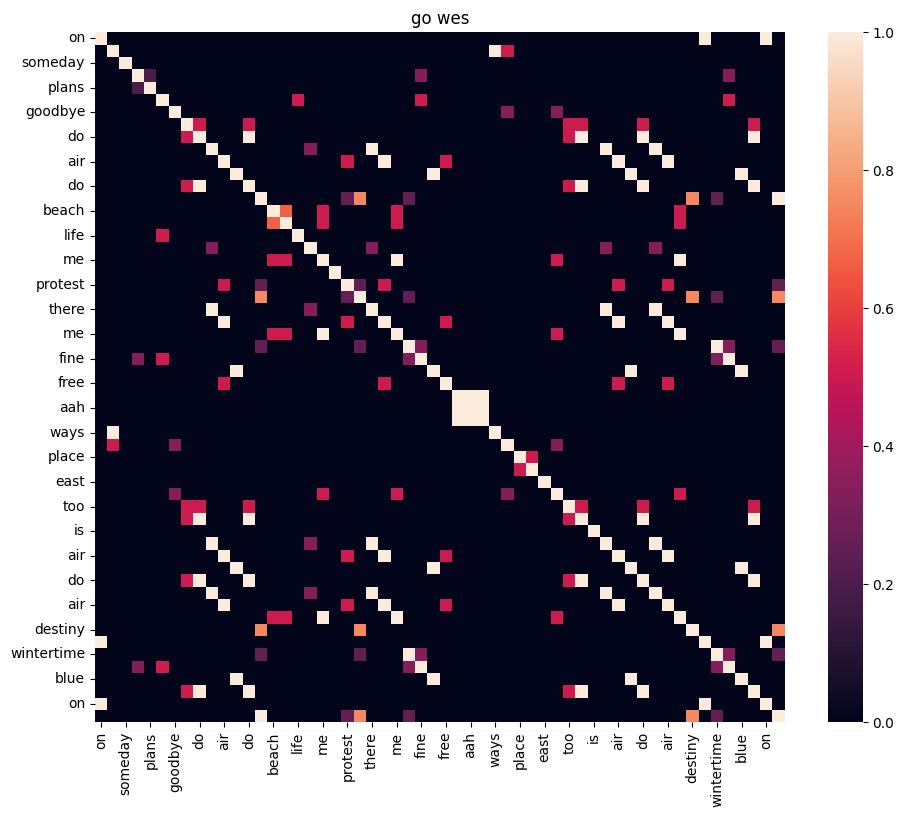 go wes
on
someday
plans
goodbye
do
air
do
beach
life
me
protest
there
me
fine
free
aah
ways
place
east
too
is
air
do
air
destiny
wintertime
blue
on
1.0
0.8
0.6
0.4
0.2
0.0
on
someday
plans
goodbye
do
air
do
beach
life
me
protest
there
me
fine
free
aah
ways
place
east
too
is
air
do
air
destiny
wintertime
blue
on